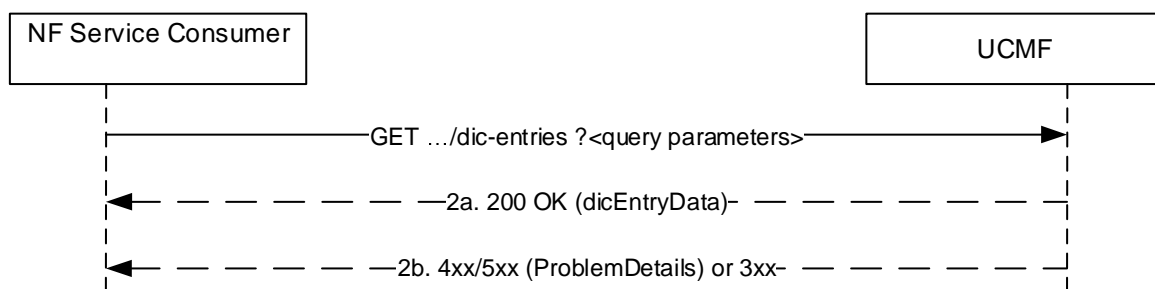 NF Service Consumer
UCMF
GET …/dic-entries ?<query parameters>
2a. 200 OK (dicEntryData)
2b. 4xx/5xx (ProblemDetails) or 3xx